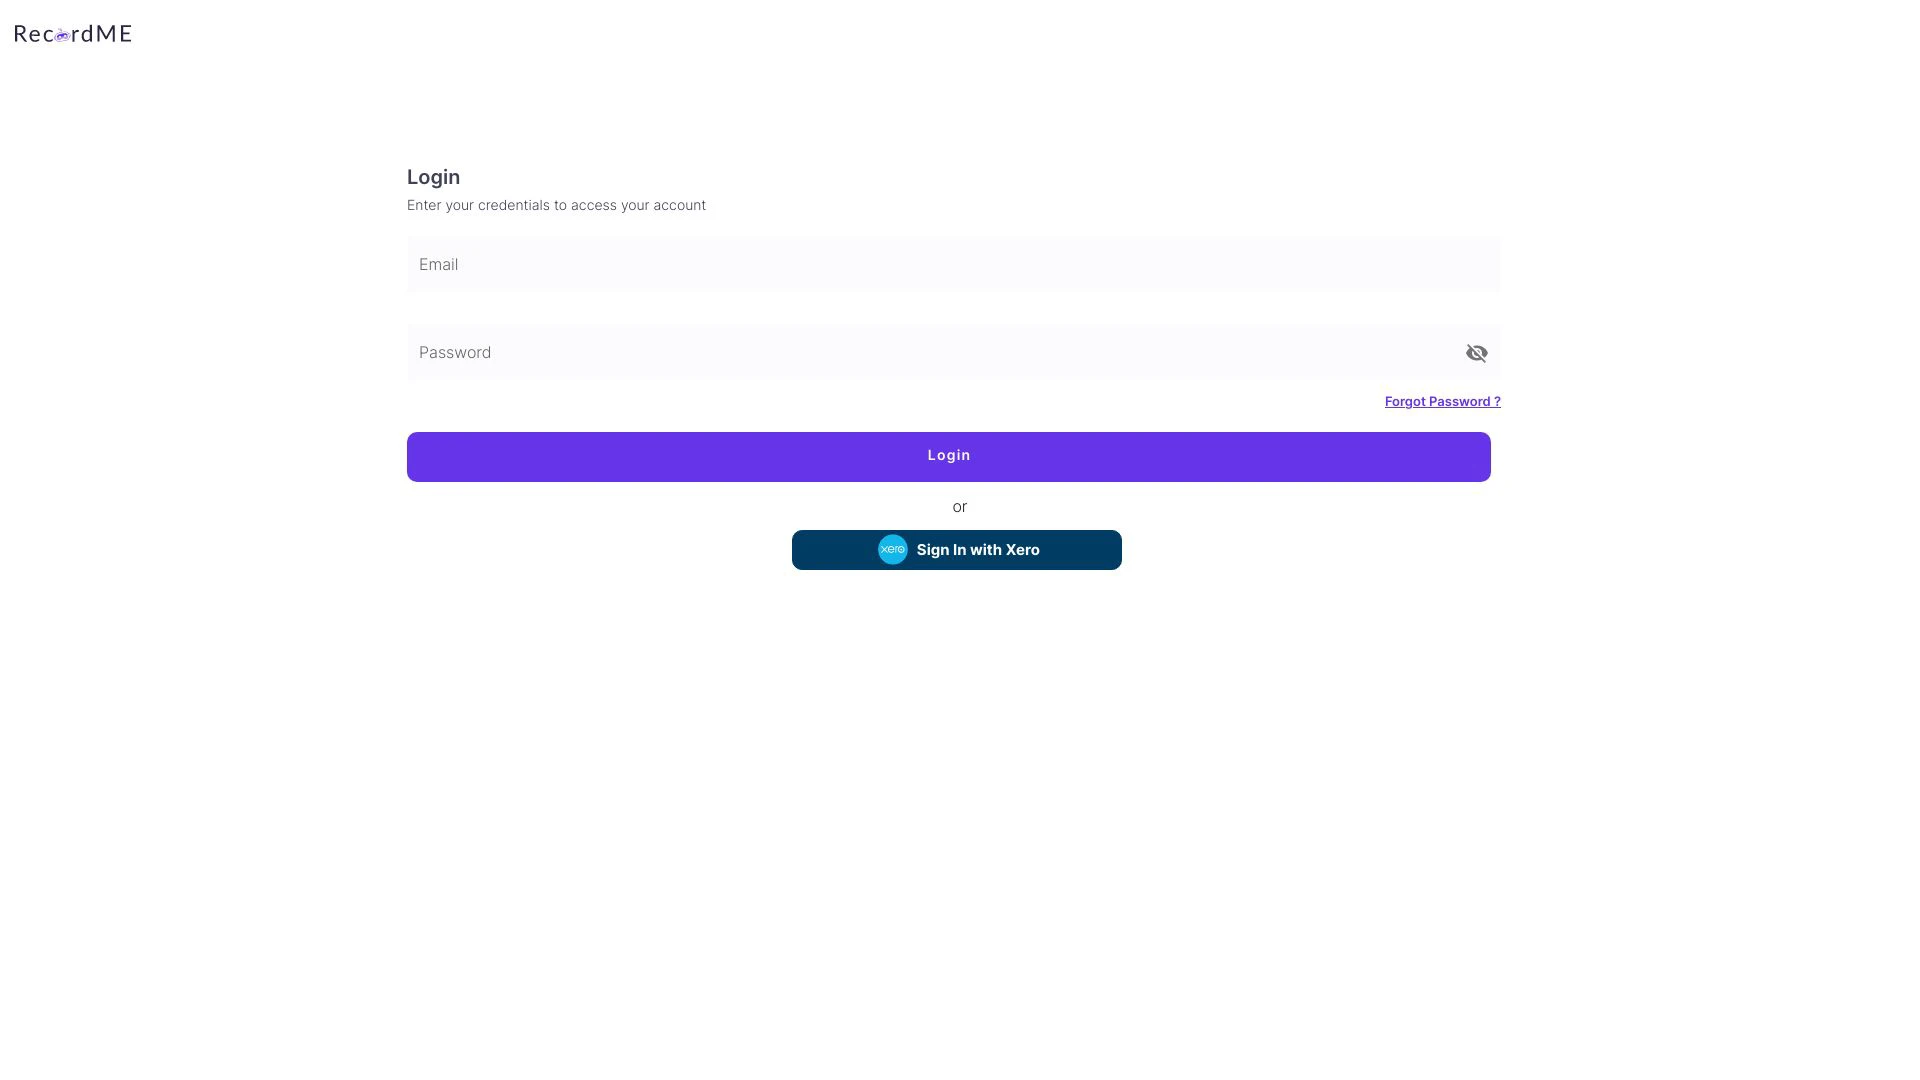 RecordME
Login
Enter your credentials to access your account
Email
Password
Forgot Password ?
Login
or
xero Sign In with Xero